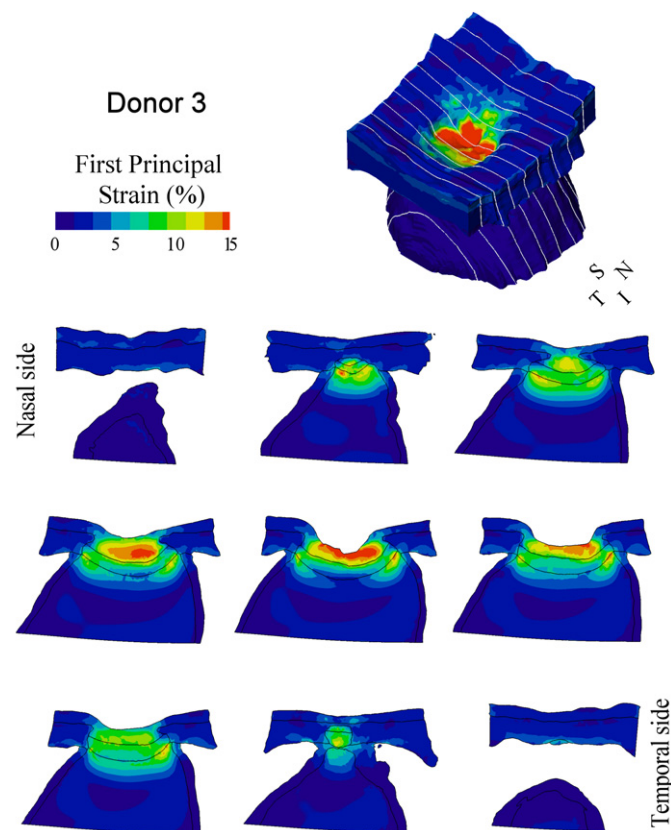 Donor 3
First Principal
Strain (%)
0 5 10 15
S N
T I
Nasal side
Temporal side